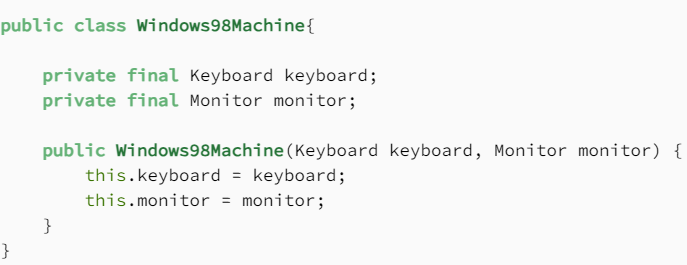 public class Windows98Machine{
    private final Keyboard keyboard;
    private final Monitor monitor;
    public Windows98Machine(Keyboard keyboard, Monitor monitor) {
        this.keyboard = keyboard;
        this.monitor = monitor;
    }
}